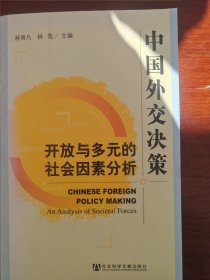 郝雨凡 林甦/主编
中国外交决策
开放与多元的
社会因素分析
CHINESE FOREIGN
POLICY MAKING
An Analysis of Societal Forces
社会科学文献出版社